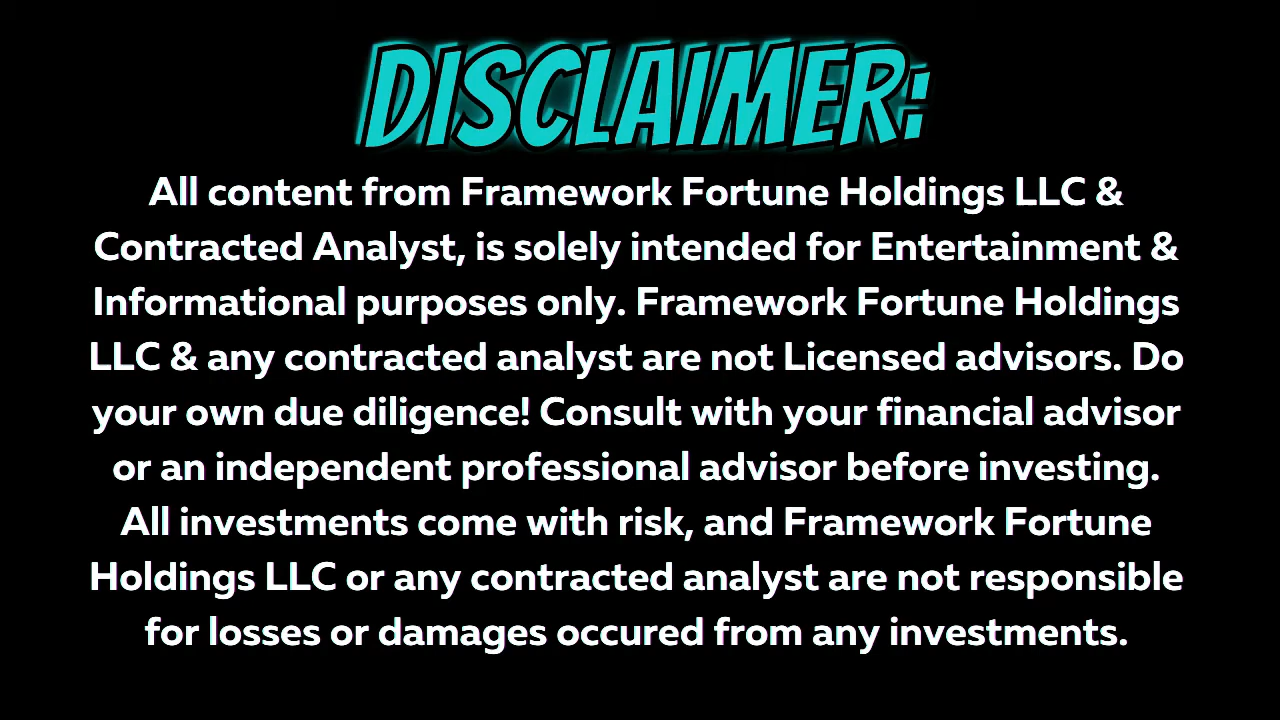 DISCLAIMER:
All content from Framework Fortune Holdings LLC &
Contracted Analyst, is solely intended for Entertainment &
Informational purposes only. Framework Fortune Holdings
LLC & any contracted analyst are not Licensed advisors. Do
your own due diligence! Consult with your financial advisor
or an independent professional advisor before investing.
All investments come with risk, and Framework Fortune
Holdings LLC or any contracted analyst are not responsible
for losses or damages occured from any investments.